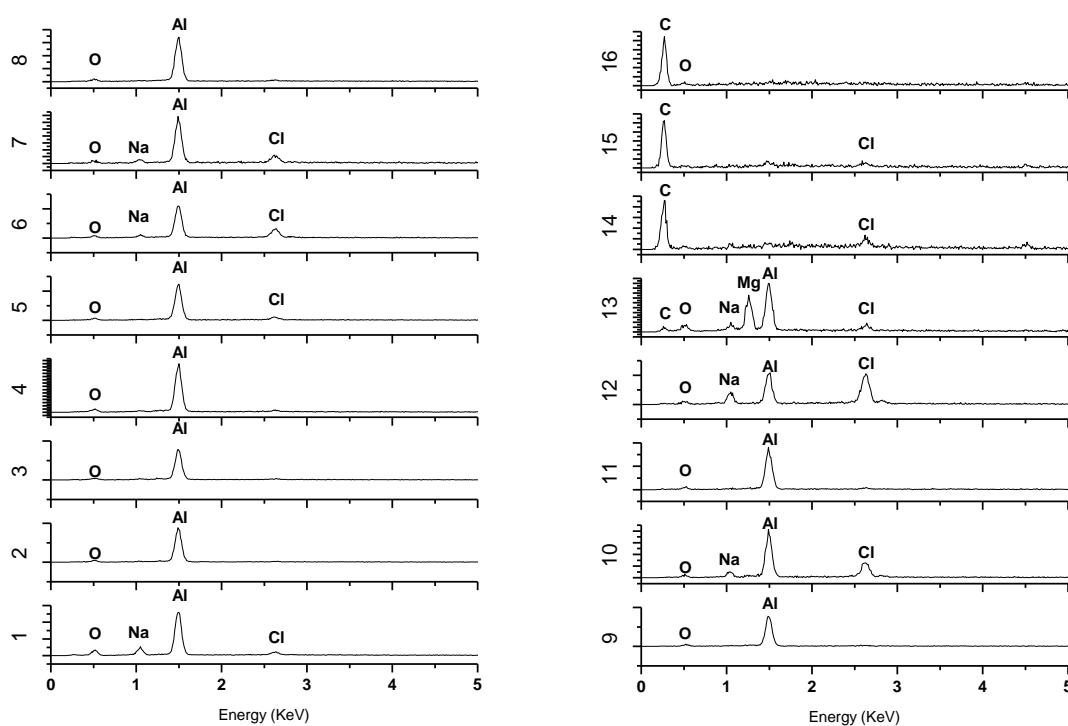 8
O
Al
7
O
Na
Al
Cl
6
O
Na
Al
Cl
5
O
Al
Cl
4
O
Al
3
O
Al
2
O
Al
1
O
Na
Al
Cl
0 1 2 3 4 5
Energy (KeV)
16
C
O
15
C
Cl
14
C
Cl
13
C
O
Na
Mg
Al
Cl
12
O
Na
Al
Cl
11
O
Al
10
O
Na
Al
Cl
9
O
Al
0 1 2 3 4 5
Energy (KeV)